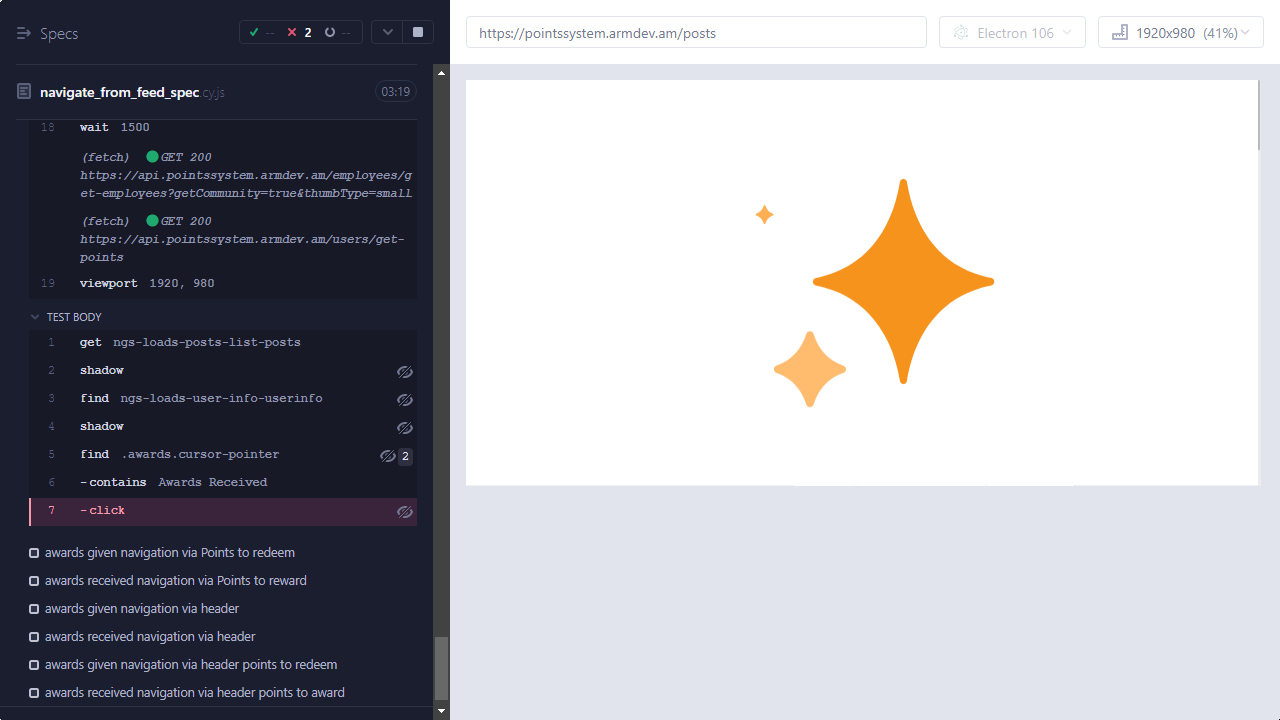 Specs
-- 2 --
https://pointssystem.armdev.am/posts
Electron 106
1920x980 (41%)
navigate_from_feed_spec.cy.js
03:19
18 wait 1500
(fetch) GET 200
https://api.pointssystem.armdev.am/employees/g
et-employees?getCommunity=true&thumbType=small
(fetch) GET 200
https://api.pointssystem.armdev.am/users/get-
points
19 viewport 1920, 980
TEST BODY
1 get ngs-loads-posts-list-posts
2 shadow
3 find ngs-loads-user-info-userinfo
4 shadow
5 find .awards.cursor-pointer 2
6 -contains Awards Received
7 -click
awards given navigation via Points to redeem
awards received navigation via Points to reward
awards given navigation via header
awards received navigation via header
awards given navigation via header points to redeem
awards received navigation via header points to award